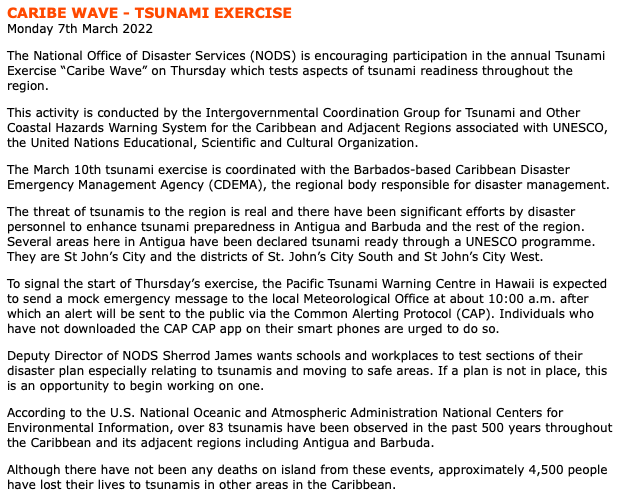 CARIBE WAVE - TSUNAMI EXERCISE
Monday 7th March 2022
The National Office of Disaster Services (NODS) is encouraging participation in the annual Tsunami
Exercise “Caribe Wave” on Thursday which tests aspects of tsunami readiness throughout the
region.
This activity is conducted by the Intergovernmental Coordination Group for Tsunami and Other
Coastal Hazards Warning System for the Caribbean and Adjacent Regions associated with UNESCO,
the United Nations Educational, Scientific and Cultural Organization.
The March 10th tsunami exercise is coordinated with the Barbados-based Caribbean Disaster
Emergency Management Agency (CDEMA), the regional body responsible for disaster management.
The threat of tsunamis to the region is real and there have been significant efforts by disaster
personnel to enhance tsunami preparedness in Antigua and Barbuda and the rest of the region.
Several areas here in Antigua have been declared tsunami ready through a UNESCO programme.
They are St John’s City and the districts of St. John’s City South and St John’s City West.
To signal the start of Thursday’s exercise, the Pacific Tsunami Warning Centre in Hawaii is expected
to send a mock emergency message to the local Meteorological Office at about 10:00 a.m. after
which an alert will be sent to the public via the Common Alerting Protocol (CAP). Individuals who
have not downloaded the CAP CAP app on their smart phones are urged to do so.
Deputy Director of NODS Sherrod James wants schools and workplaces to test sections of their
disaster plan especially relating to tsunamis and moving to safe areas. If a plan is not in place, this
is an opportunity to begin working on one.
According to the U.S. National Oceanic and Atmospheric Administration National Centers for
Environmental Information, over 83 tsunamis have been observed in the past 500 years throughout
the Caribbean and its adjacent regions including Antigua and Barbuda.
Although there have not been any deaths on island from these events, approximately 4,500 people
have lost their lives to tsunamis in other areas in the Caribbean.